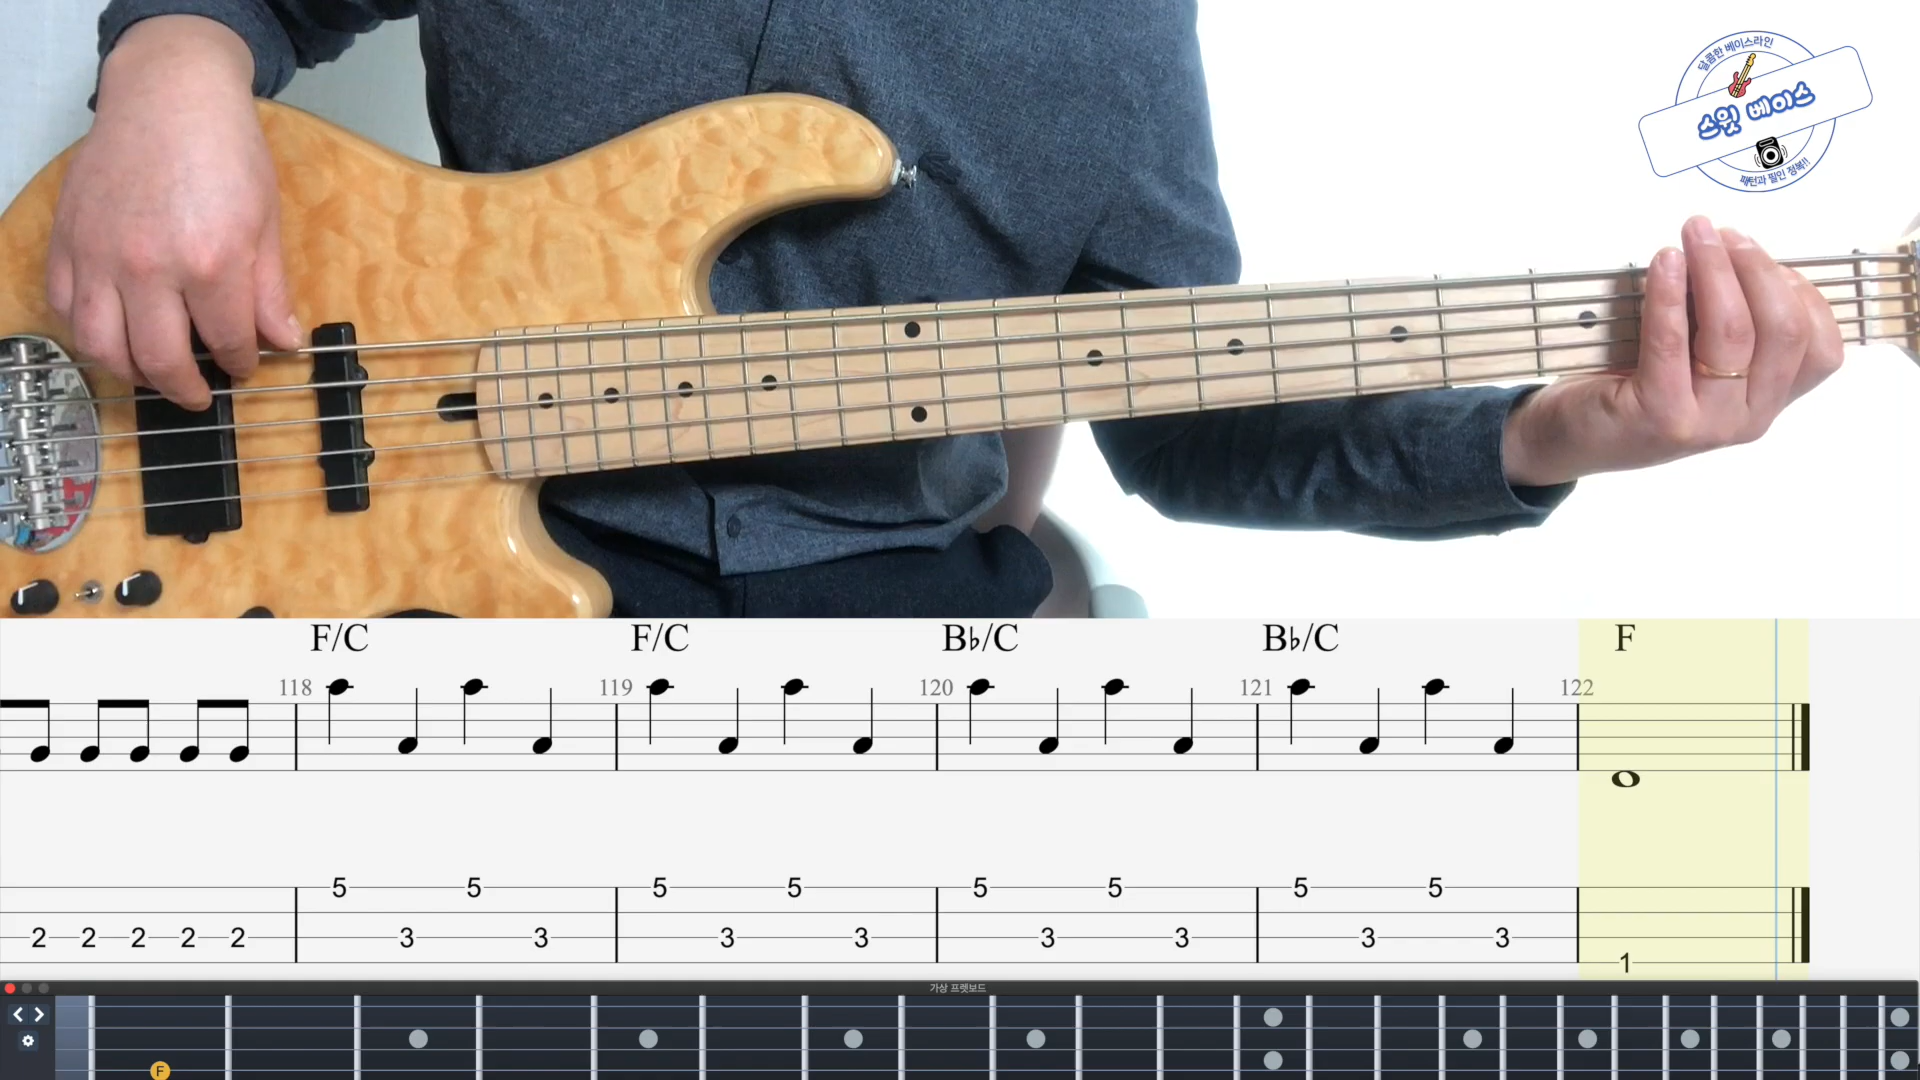 달콤한 베이스라인
스윗 베이스
패턴과 필인 정복!!
F/C F/C B♭/C B♭/C F
118 119 120 121 122
5 5 5 5 5 5 5 5
2 2 2 2 2 3 3 3 3 3 3 3 3
1
가상 프렛보드
F